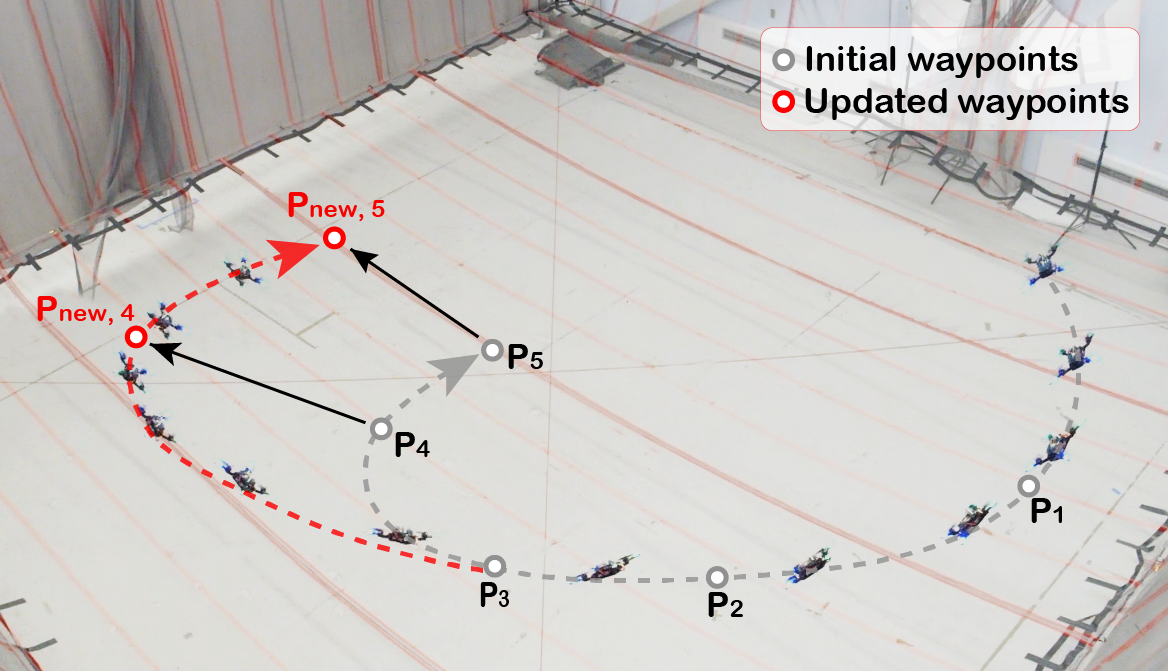 Initial waypoints
Updated waypoints
Pnew, 5
Pnew, 4
P5
P4
P1
P3
P2